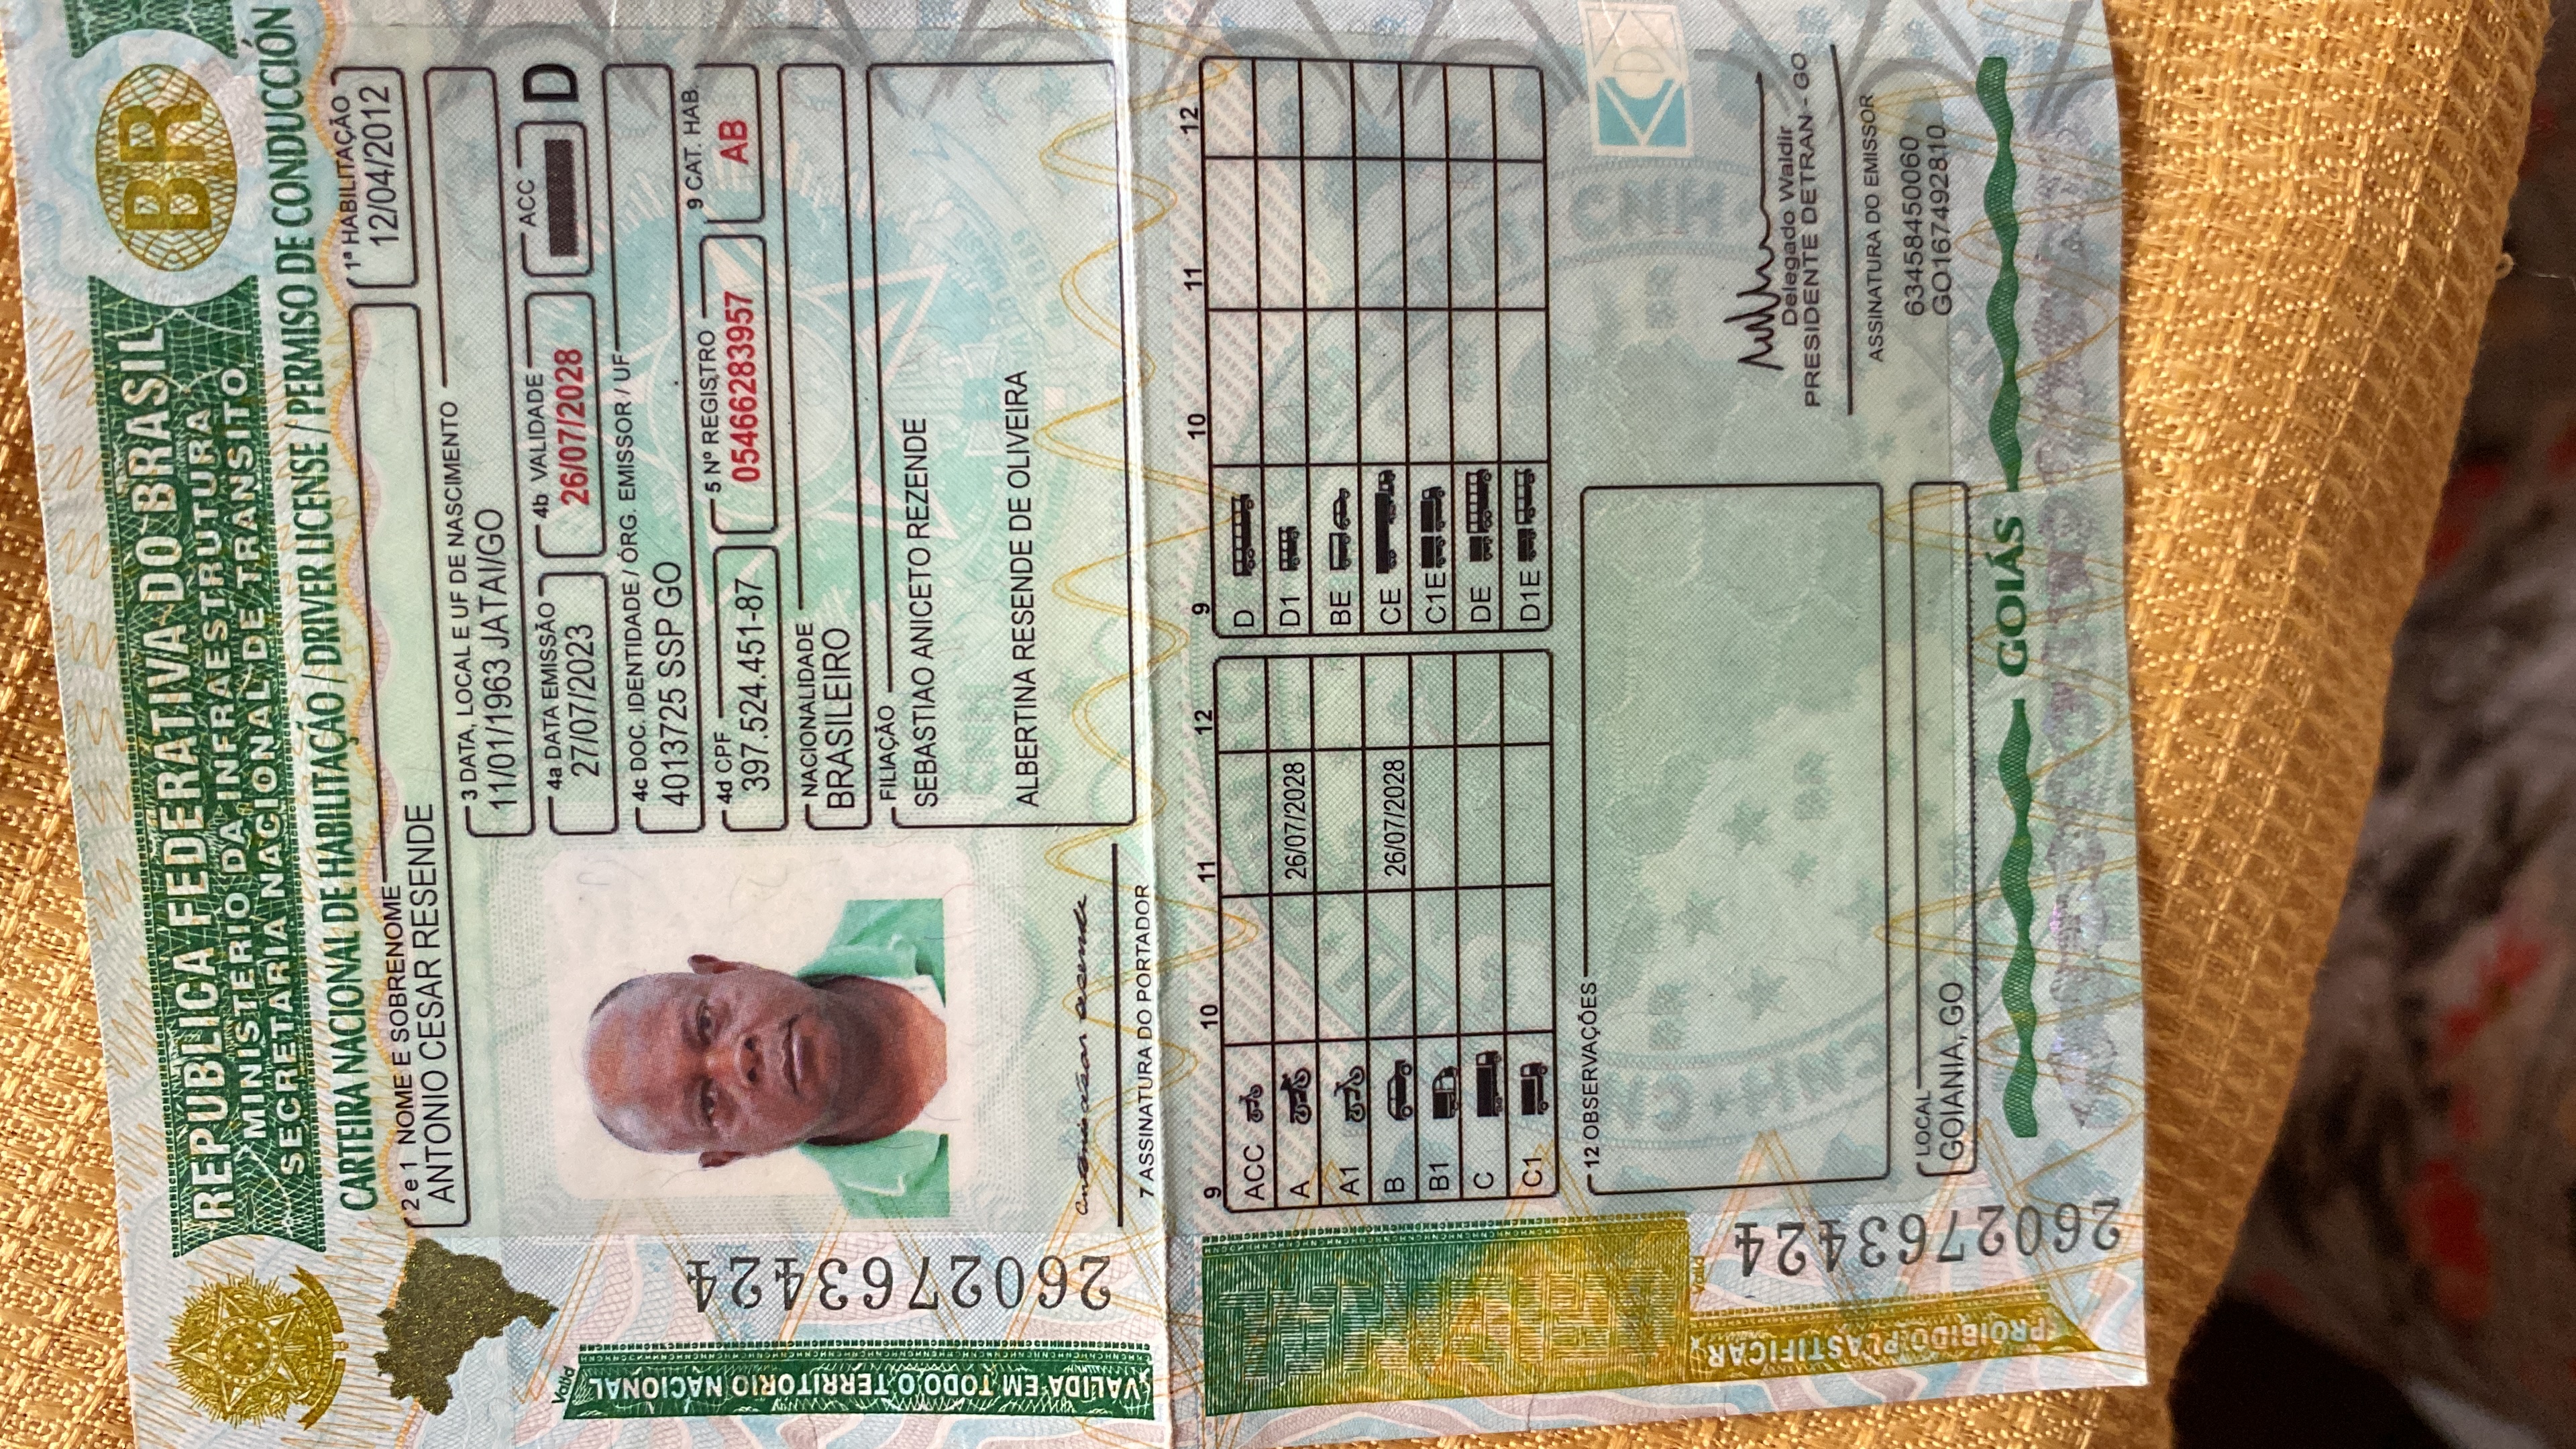 REPÚBLICA FEDERATIVA DO BRASIL
MINISTÉRIO DA INFRAESTRUTURA
SECRETARIA NACIONAL DE TRÂNSITO
BR
CARTEIRA NACIONAL DE HABILITAÇÃO / DRIVER LICENSE / PERMISO DE CONDUCCIÓN
2 e 1 NOME E SOBRENOME
ANTONIO CESAR RESENDE
1ª HABILITAÇÃO
12/04/2012
3 DATA, LOCAL E UF DE NASCIMENTO
11/01/1963 JATAI/GO
4a DATA EMISSÃO
27/07/2023
4b VALIDADE
26/07/2028
ACC
D
4c DOC. IDENTIDADE / ÓRG. EMISSOR / UF
4013725 SSP GO
4d CPF
397.524.451-87
5 Nº REGISTRO
05466283957
9 CAT. HAB.
AB
NACIONALIDADE
BRASILEIRO
FILIAÇÃO
SEBASTIAO ANICETO REZENDE
ALBERTINA RESENDE DE OLIVEIRA
Valid
VÁLIDA EM TODO O TERRITÓRIO NACIONAL
2602763424
antonio césar resende
7 ASSINATURA DO PORTADOR
9 10 11 12
ACC
A 26/07/2028
A1
B 26/07/2028
B1
C
C1
9 10 11 12
D
D1
BE
CE
C1E
DE
D1E
12 OBSERVAÇÕES
Valid
PROIBIDO PLASTIFICAR
2602763424
Delegado Waldir
PRESIDENTE DETRAN - GO
ASSINATURA DO EMISSOR
63458450060
GO167492810
LOCAL
GOIANIA, GO
GOIÁS